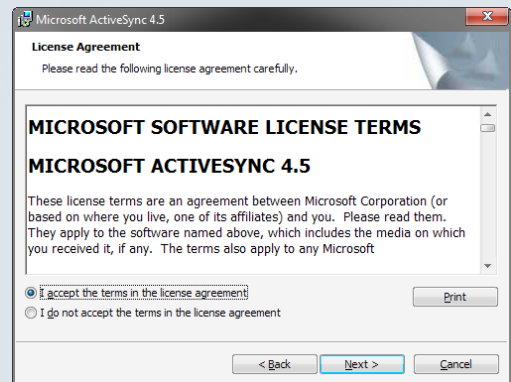 Microsoft ActiveSync 4.5
License Agreement
Please read the following license agreement carefully.
MICROSOFT SOFTWARE LICENSE TERMS
MICROSOFT ACTIVESYNC 4.5
These license terms are an agreement between Microsoft Corporation (or
based on where you live, one of its affiliates) and you.  Please read them.
They apply to the software named above, which includes the media on which
you received it, if any.  The terms also apply to any Microsoft
I accept the terms in the license agreement
Print
I do not accept the terms in the license agreement
< Back
Next >
Cancel